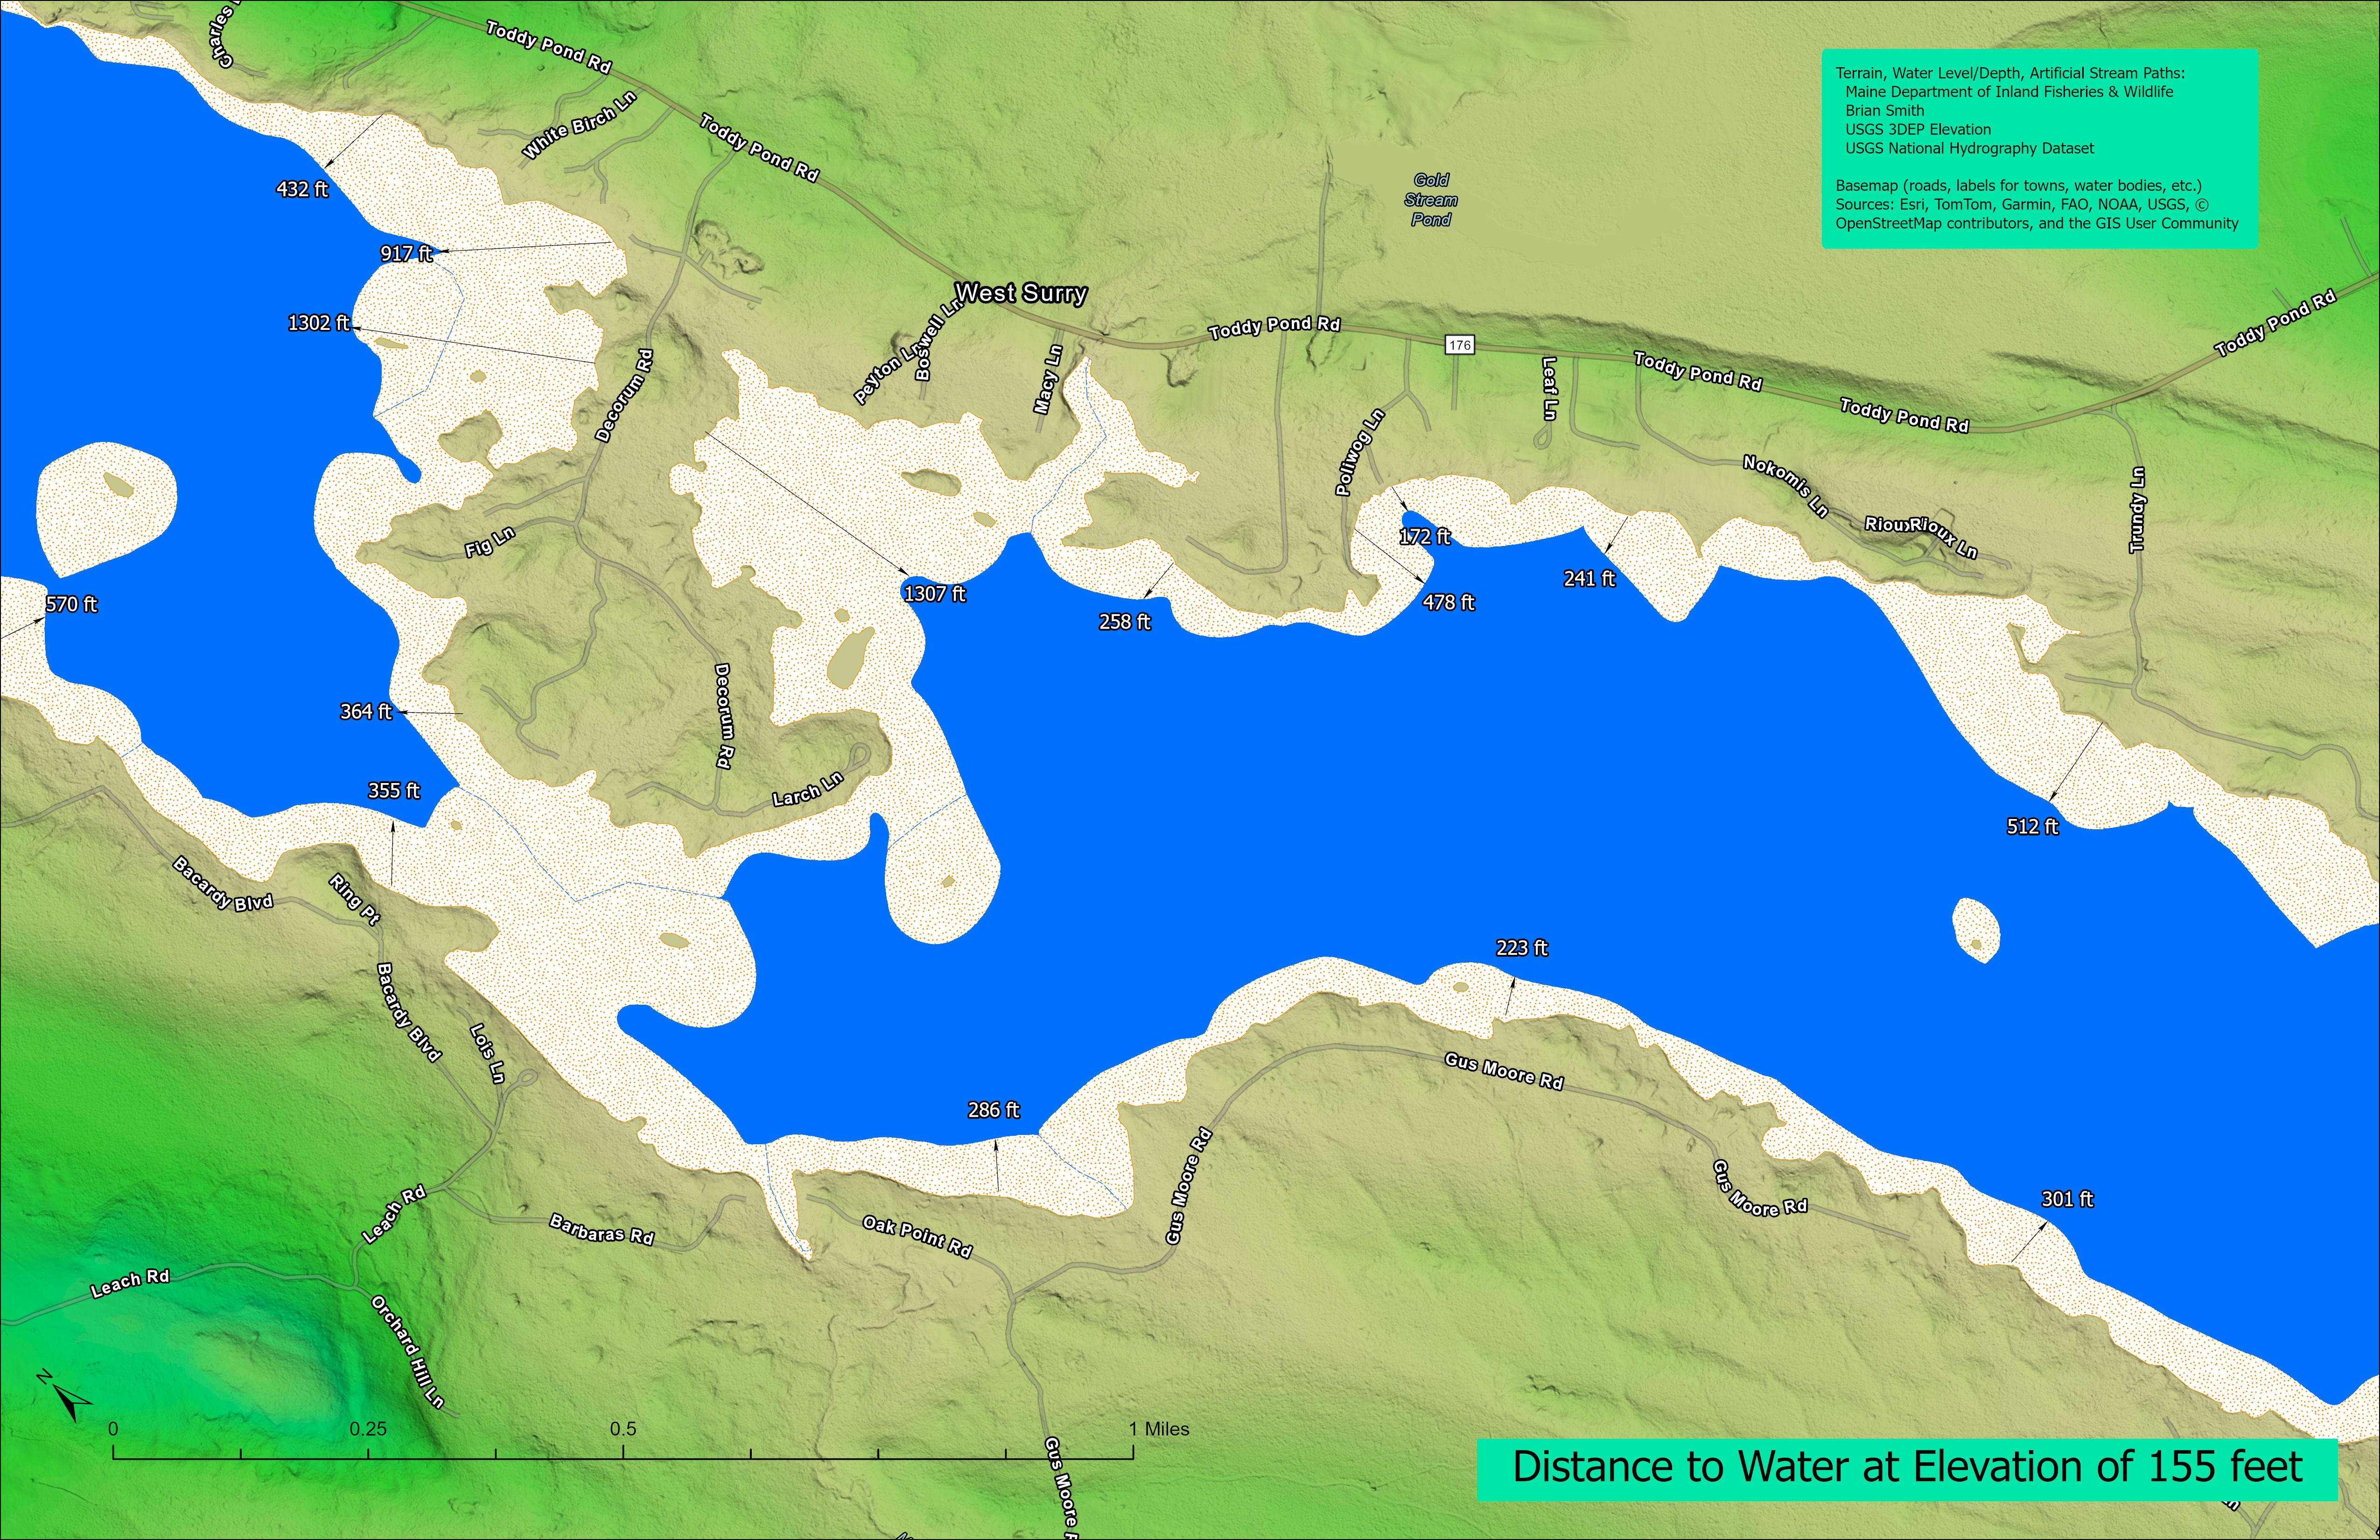 Charles
Toddy Pond Rd
White Birch Ln
Toddy Pond Rd
Terrain, Water Level/Depth, Artificial Stream Paths:
Maine Department of Inland Fisheries & Wildlife
Brian Smith
USGS 3DEP Elevation
USGS National Hydrography Dataset
Basemap (roads, labels for towns, water bodies, etc.)
Sources: Esri, TomTom, Garmin, FAO, NOAA, USGS, ©
OpenStreetMap contributors, and the GIS User Community
432 ft
Gold
Stream
Pond
917 ft
West Surry
1302 ft
Boswell Ln
Peyton Ln
Macy Ln
Toddy Pond Rd
176
Leaf Ln
Toddy Pond Rd
Toddy Pond Rd
Toddy Pond Rd
Decorum Rd
Poliwog Ln
Nokomis Ln
Rioux
Rioux Ln
Trundy Ln
Fig Ln
172 ft
241 ft
570 ft
1307 ft
478 ft
258 ft
364 ft
Decorum Rd
355 ft
Larch Ln
512 ft
Bacardy Blvd
Ring Pt
223 ft
Bacardy Blvd
Lois Ln
Gus Moore Rd
286 ft
Gus Moore Rd
Gus Moore Rd
301 ft
Leach Rd
Barbaras Rd
Oak Point Rd
Leach Rd
Orchard Hill Ln
N
0
0.25
0.5
1 Miles
Gus Moore
Distance to Water at Elevation of 155 feet